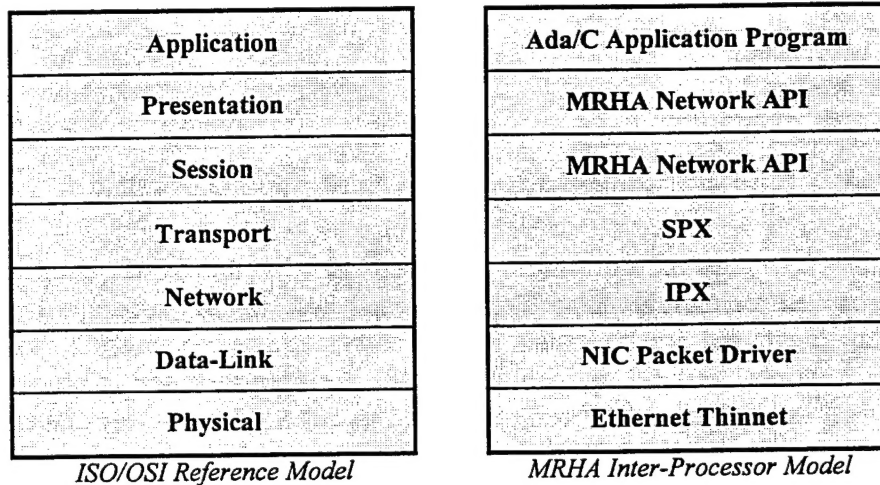 Application
Presentation
Session
Transport
Network
Data-Link
Physical
ISO/OSI Reference Model
Ada/C Application Program
MRHA Network API
MRHA Network API
SPX
IPX
NIC Packet Driver
Ethernet Thinnet
MRHA Inter-Processor Model